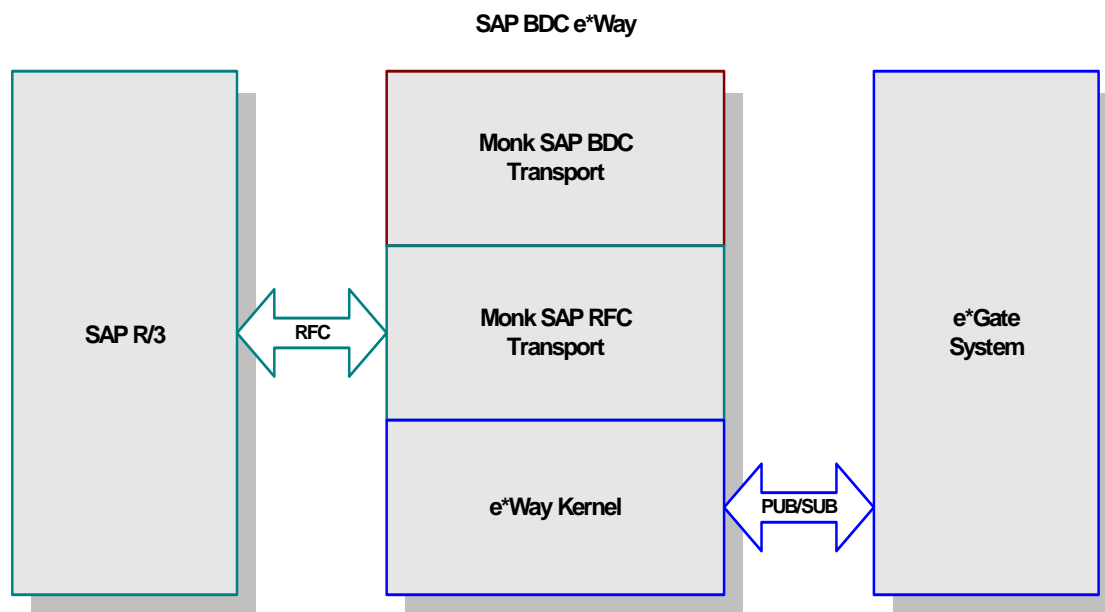 SAP BDC e*Way
Monk SAP BDC
Transport
SAP R/3
RFC
Monk SAP RFC
Transport
e*Gate
System
e*Way Kernel
PUB/SUB